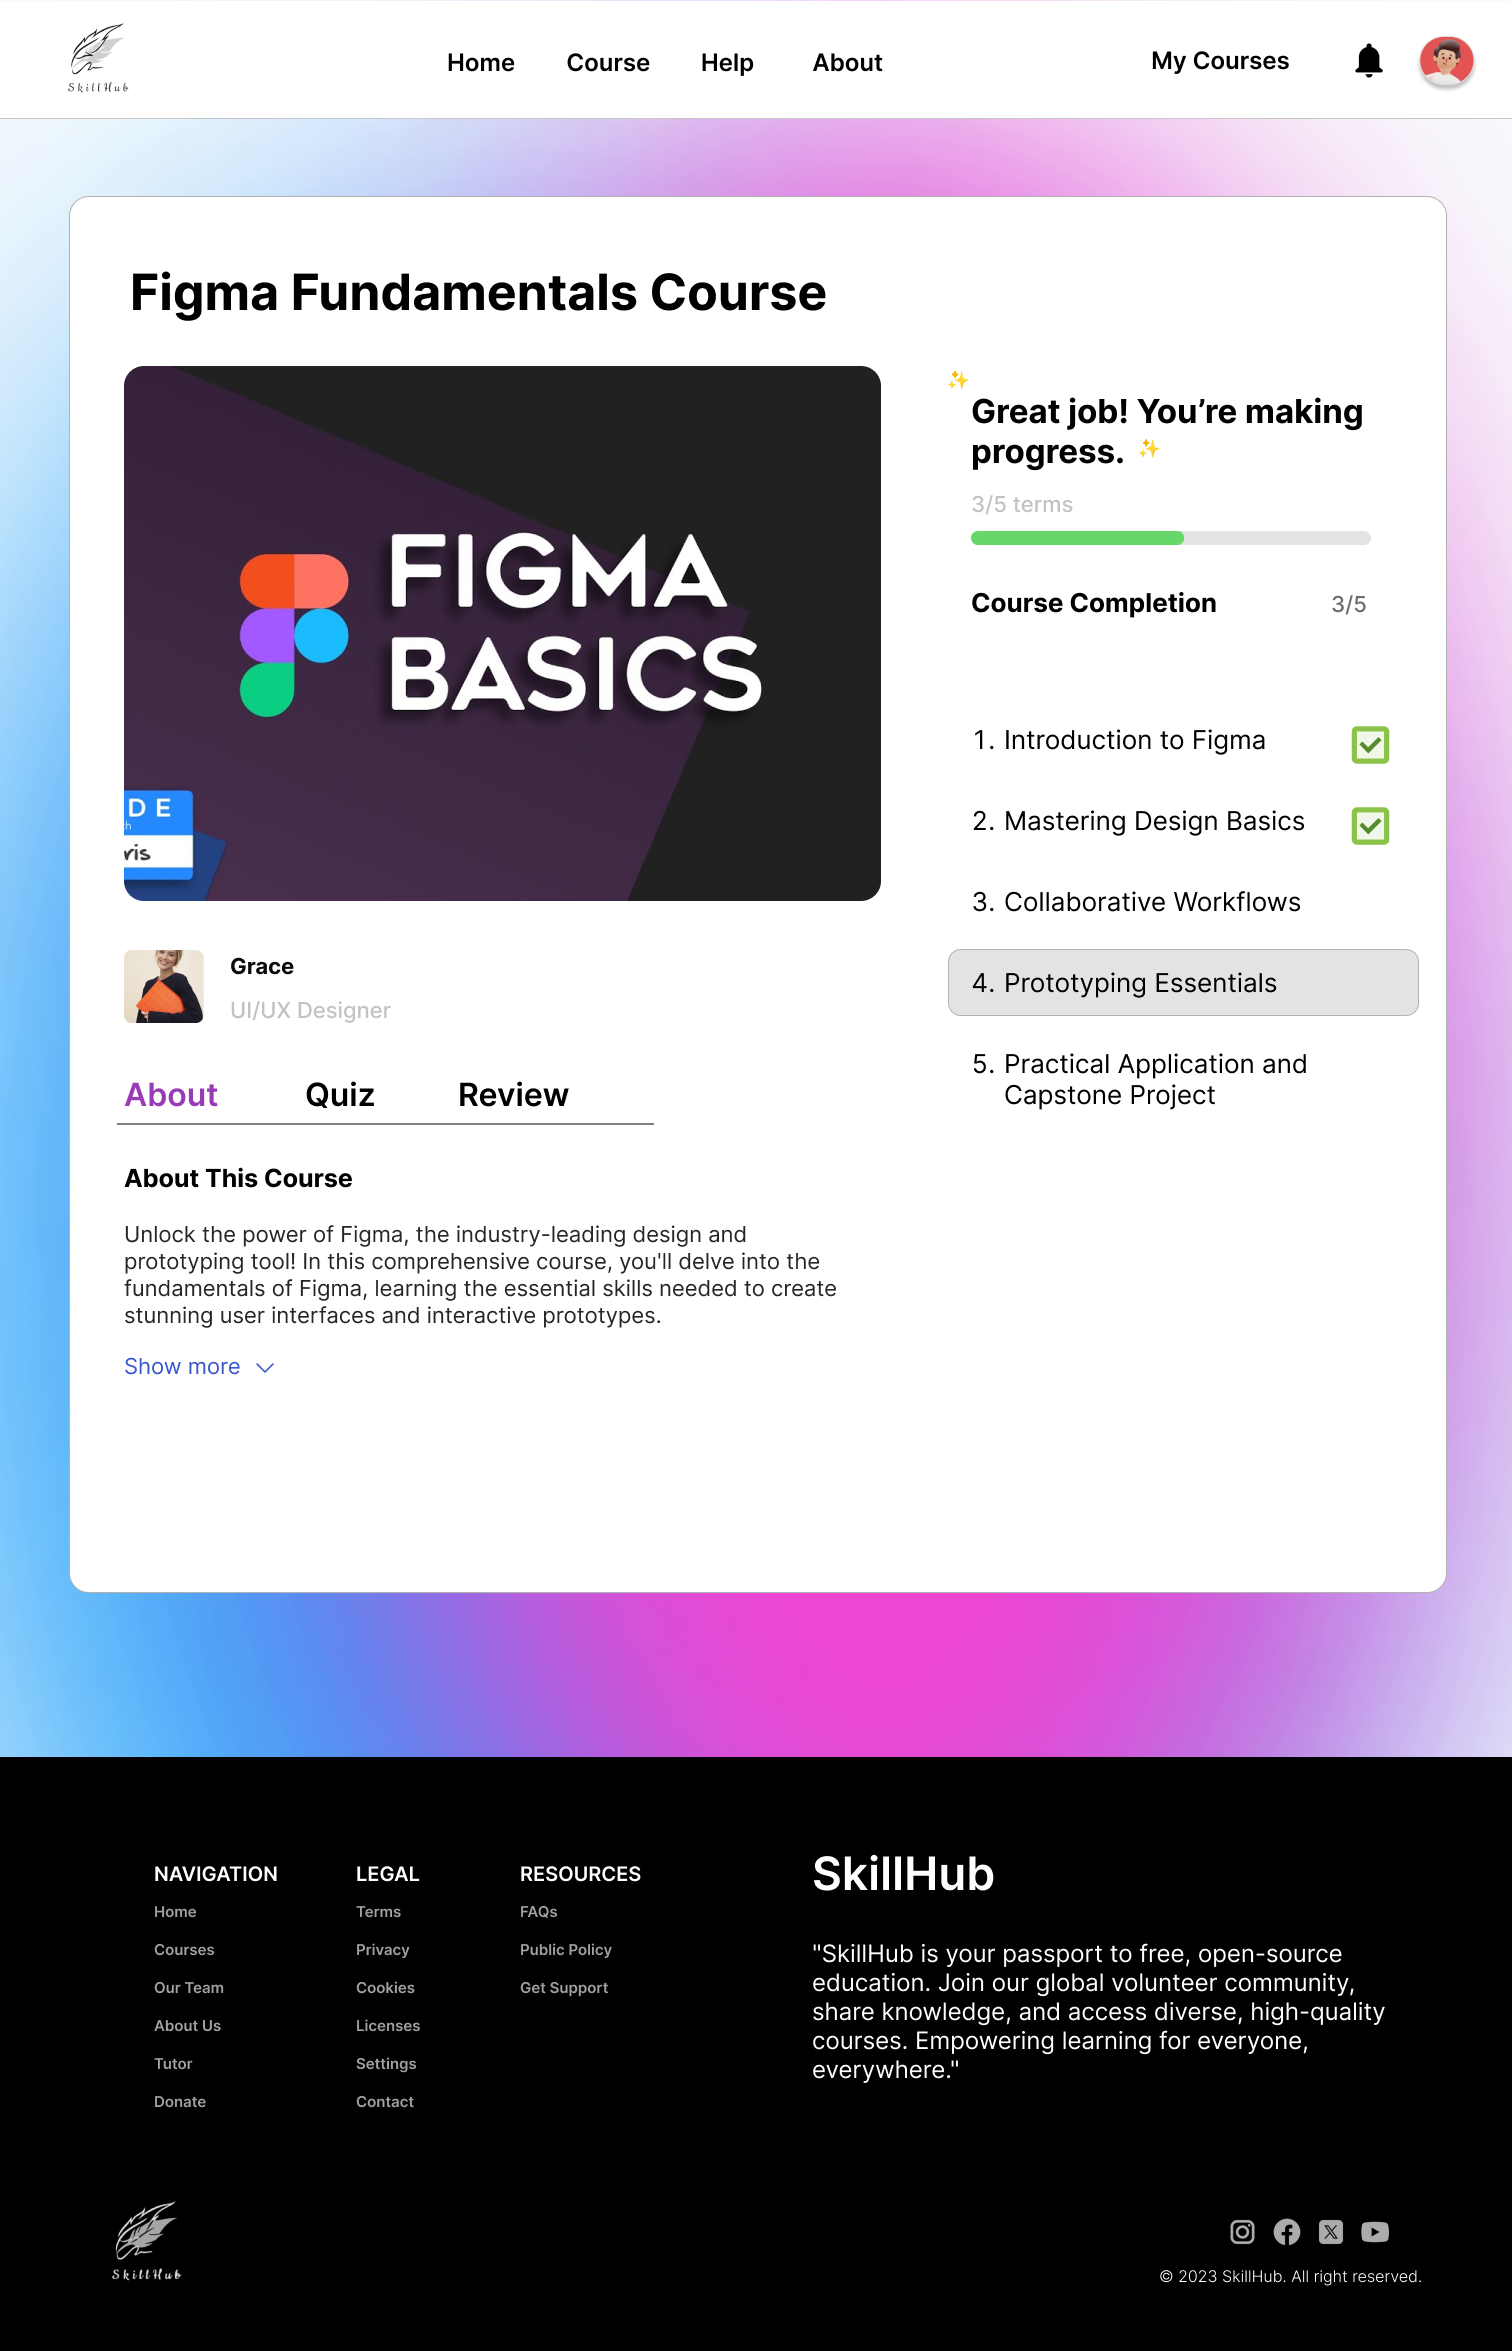 SkillHub
Home
Course
Help
About
My Courses
Figma Fundamentals Course
FIGMA
BASICS
DE
ch
ris
✨
Great job! You’re making
progress. ✨
3/5 terms
Course Completion
3/5
1. Introduction to Figma
2. Mastering Design Basics
3. Collaborative Workflows
4. Prototyping Essentials
5. Practical Application and
Capstone Project
Grace
UI/UX Designer
About
Quiz
Review
About This Course
Unlock the power of Figma, the industry-leading design and
prototyping tool! In this comprehensive course, you'll delve into the
fundamentals of Figma, learning the essential skills needed to create
stunning user interfaces and interactive prototypes.
Show more
NAVIGATION
Home
Courses
Our Team
About Us
Tutor
Donate
LEGAL
Terms
Privacy
Cookies
Licenses
Settings
Contact
RESOURCES
FAQs
Public Policy
Get Support
SkillHub
"SkillHub is your passport to free, open-source
education. Join our global volunteer community,
share knowledge, and access diverse, high-quality
courses. Empowering learning for everyone,
everywhere."
SkillHub
© 2023 SkillHub. All right reserved.